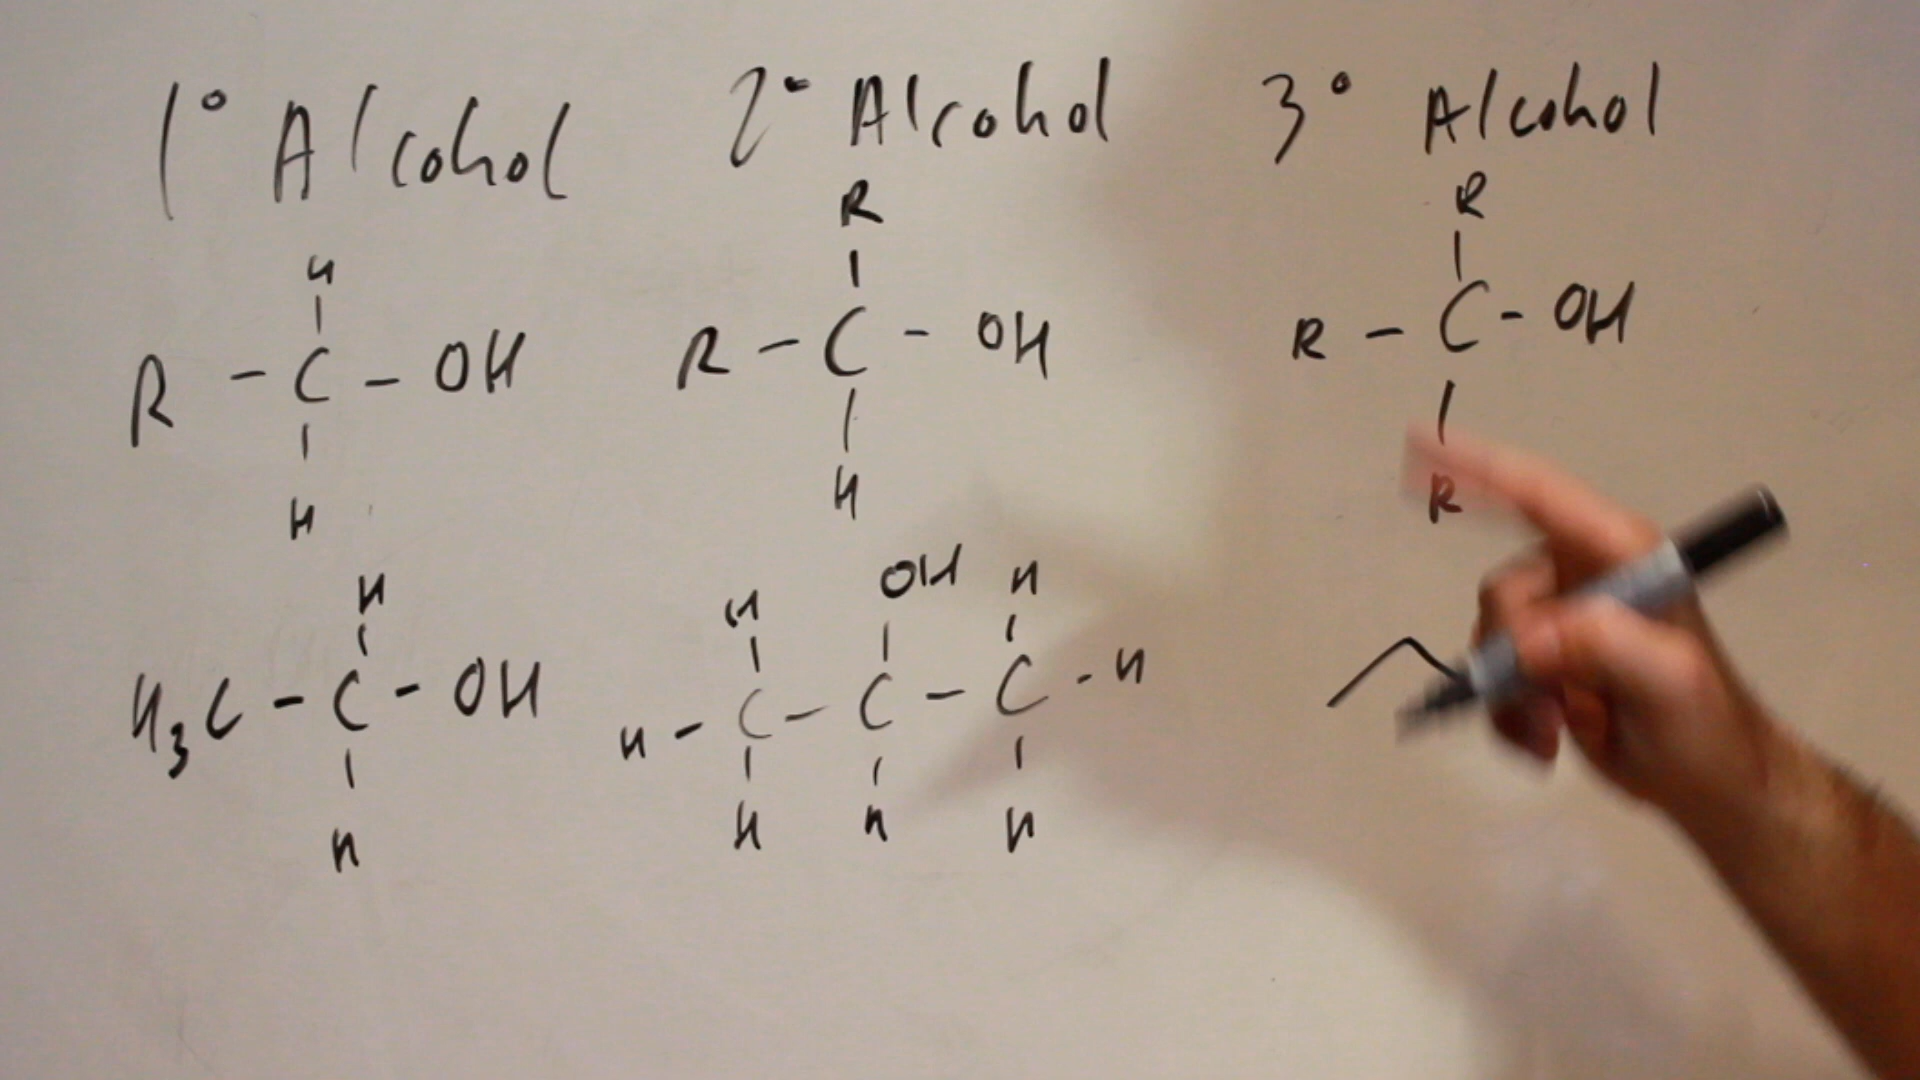 1° Alcohol
H
R - C - OH
H
H
H3C - C - OH
H
2° Alcohol
R
R - C - OH
H
H OH H
H - C - C - C - H
H H H
3° Alcohol
R
R - C - OH
R